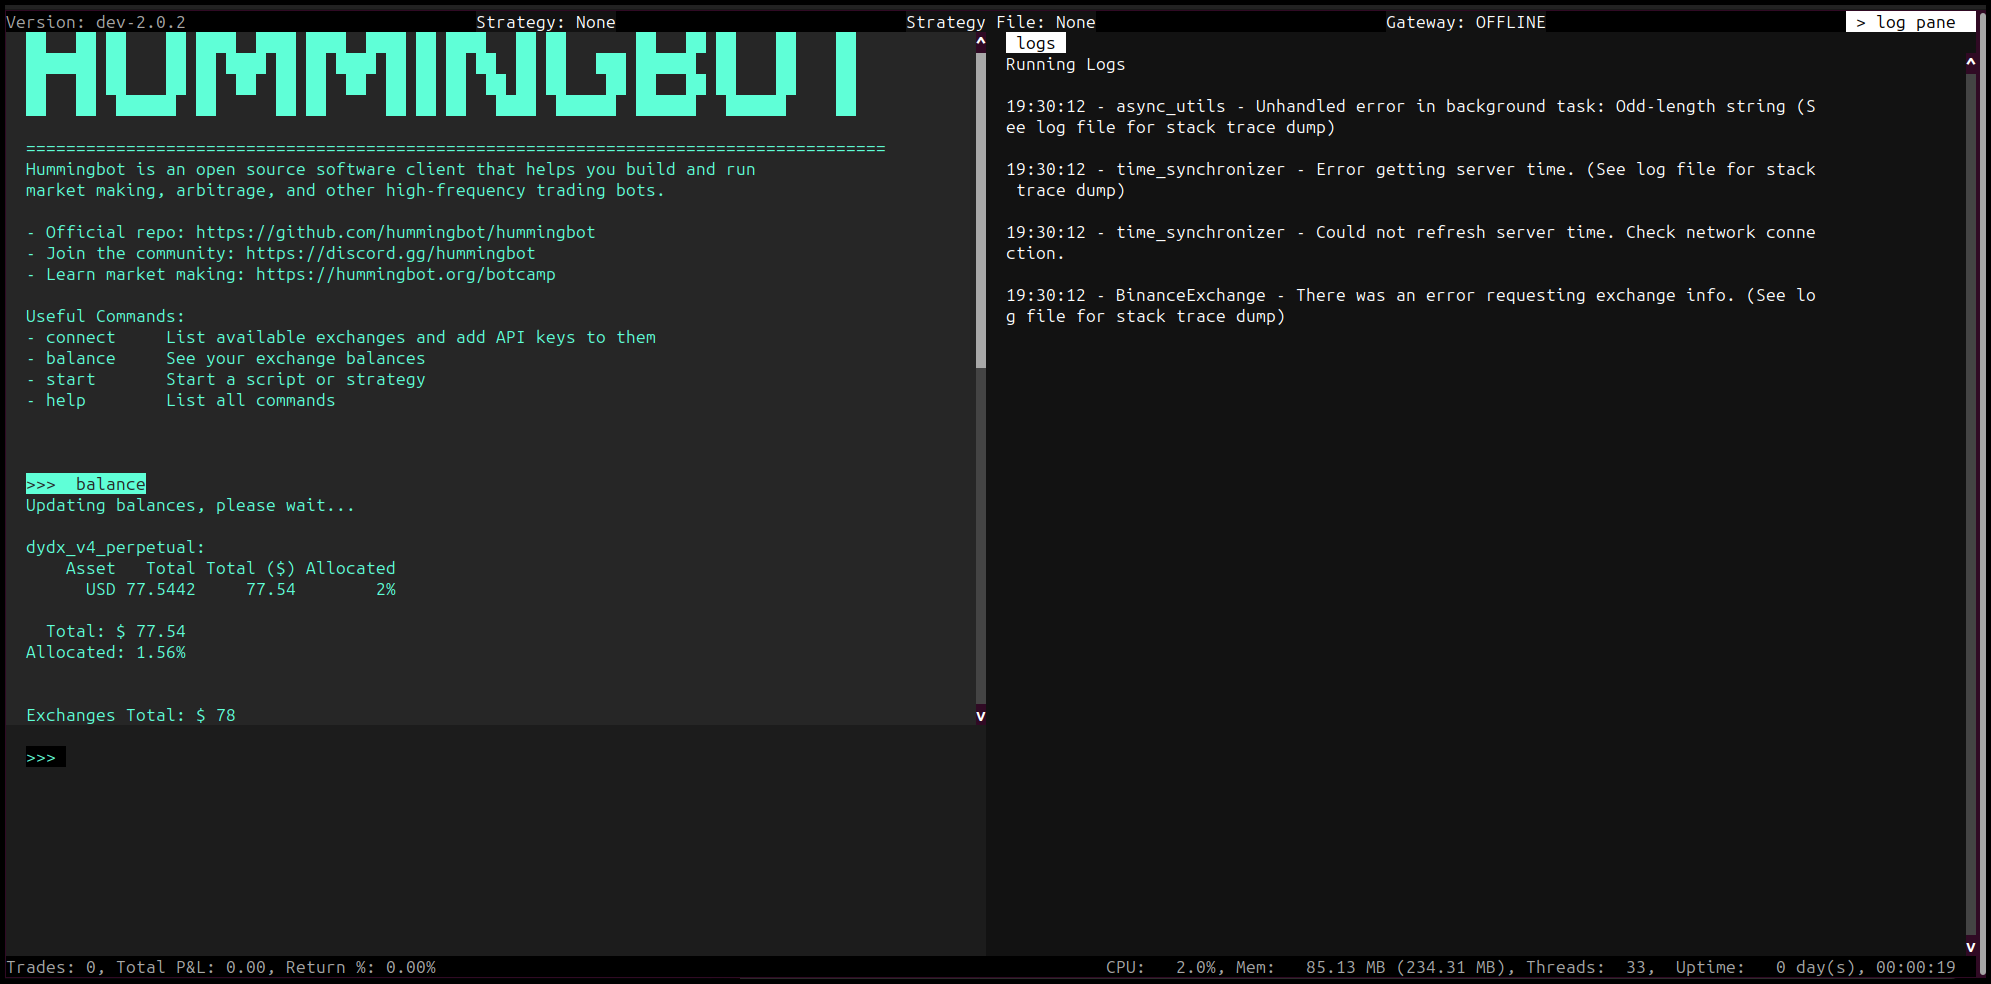 Version: dev-2.0.2 Strategy: None Strategy File: None Gateway: OFFLINE > log pane
HUMMINGBOT
======================================================================================
Hummingbot is an open source software client that helps you build and run
market making, arbitrage, and other high-frequency trading bots.
- Official repo: https://github.com/hummingbot/hummingbot
- Join the community: https://discord.gg/hummingbot
- Learn market making: https://hummingbot.org/botcamp
Useful Commands:
- connect     List available exchanges and add API keys to them
- balance     See your exchange balances
- start       Start a script or strategy
- help        List all commands
>>>  balance
Updating balances, please wait...
dydx_v4_perpetual:
    Asset   Total Total ($) Allocated
      USD 77.5442     77.54        2%
  Total: $ 77.54
Allocated: 1.56%
Exchanges Total: $ 78
>>>
logs
Running Logs
19:30:12 - async_utils - Unhandled error in background task: Odd-length string (S
ee log file for stack trace dump)
19:30:12 - time_synchronizer - Error getting server time. (See log file for stack
 trace dump)
19:30:12 - time_synchronizer - Could not refresh server time. Check network conne
ction.
19:30:12 - BinanceExchange - There was an error requesting exchange info. (See lo
g file for stack trace dump)
Trades: 0, Total P&L: 0.00, Return %: 0.00% CPU:   2.0%, Mem:   85.13 MB (234.31 MB), Threads:  33,  Uptime:   0 day(s), 00:00:19